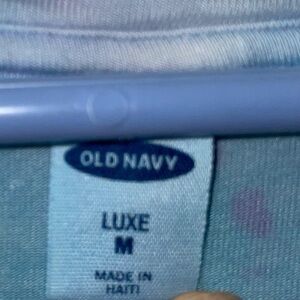 OLD NAVY
LUXE
M
MADE IN
HAITI